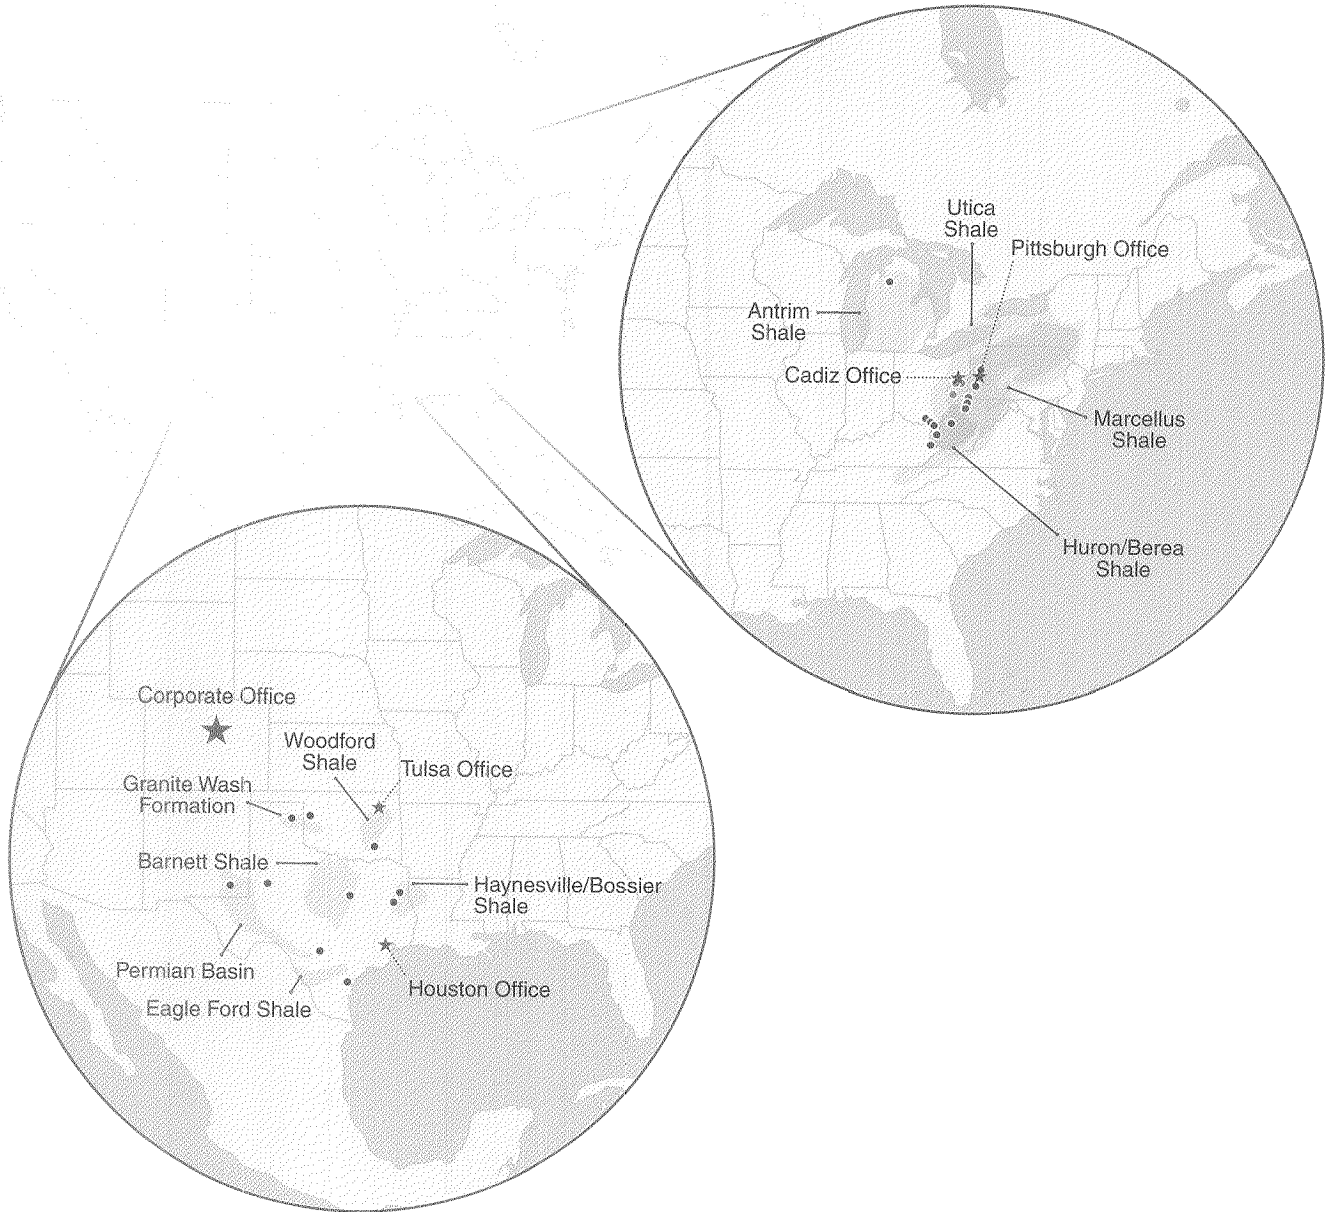 Utica
Shale
Pittsburgh Office
Antrim
Shale
Cadiz Office
Marcellus
Shale
Huron/Berea
Shale
Corporate Office
Woodford
Shale
Tulsa Office
Granite Wash
Formation
Barnett Shale
Haynesville/Bossier
Shale
Permian Basin
Eagle Ford Shale
Houston Office